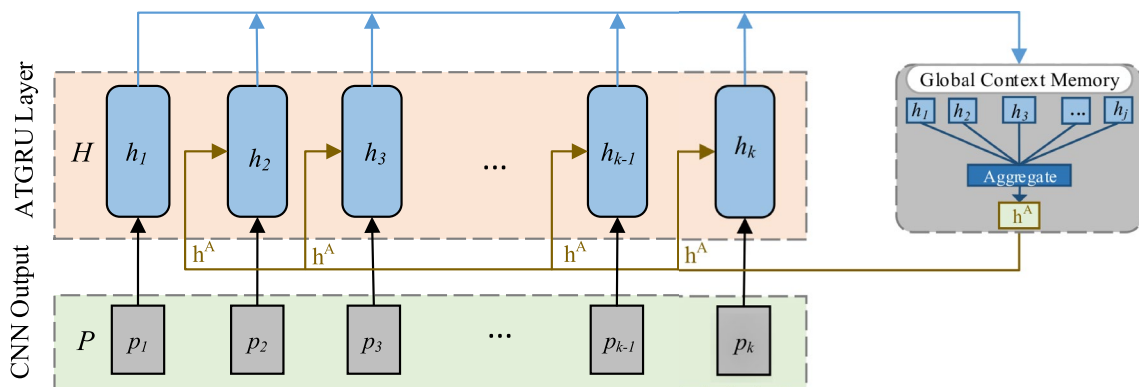 ATGRU Layer
H
h1
h2
h3
...
hk-1
hk
hA
hA
hA
hA
Global Context Memory
h1 h2 h3 ... hj
Aggregate
hA
CNN Output
P
p1
p2
p3
...
pk-1
pk